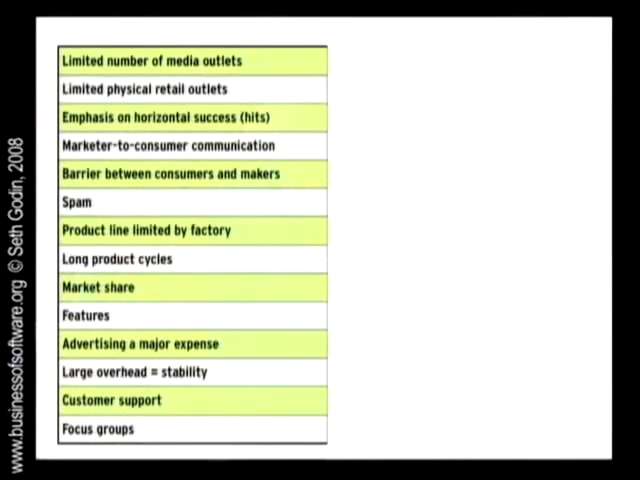 Limited number of media outlets
Limited physical retail outlets
Emphasis on horizontal success (hits)
Marketer-to-consumer communication
Barrier between consumers and makers
Spam
Product line limited by factory
Long product cycles
Market share
Features
Advertising a major expense
Large overhead = stability
Customer support
Focus groups
www.businessofsoftware.org © Seth Godin, 2008